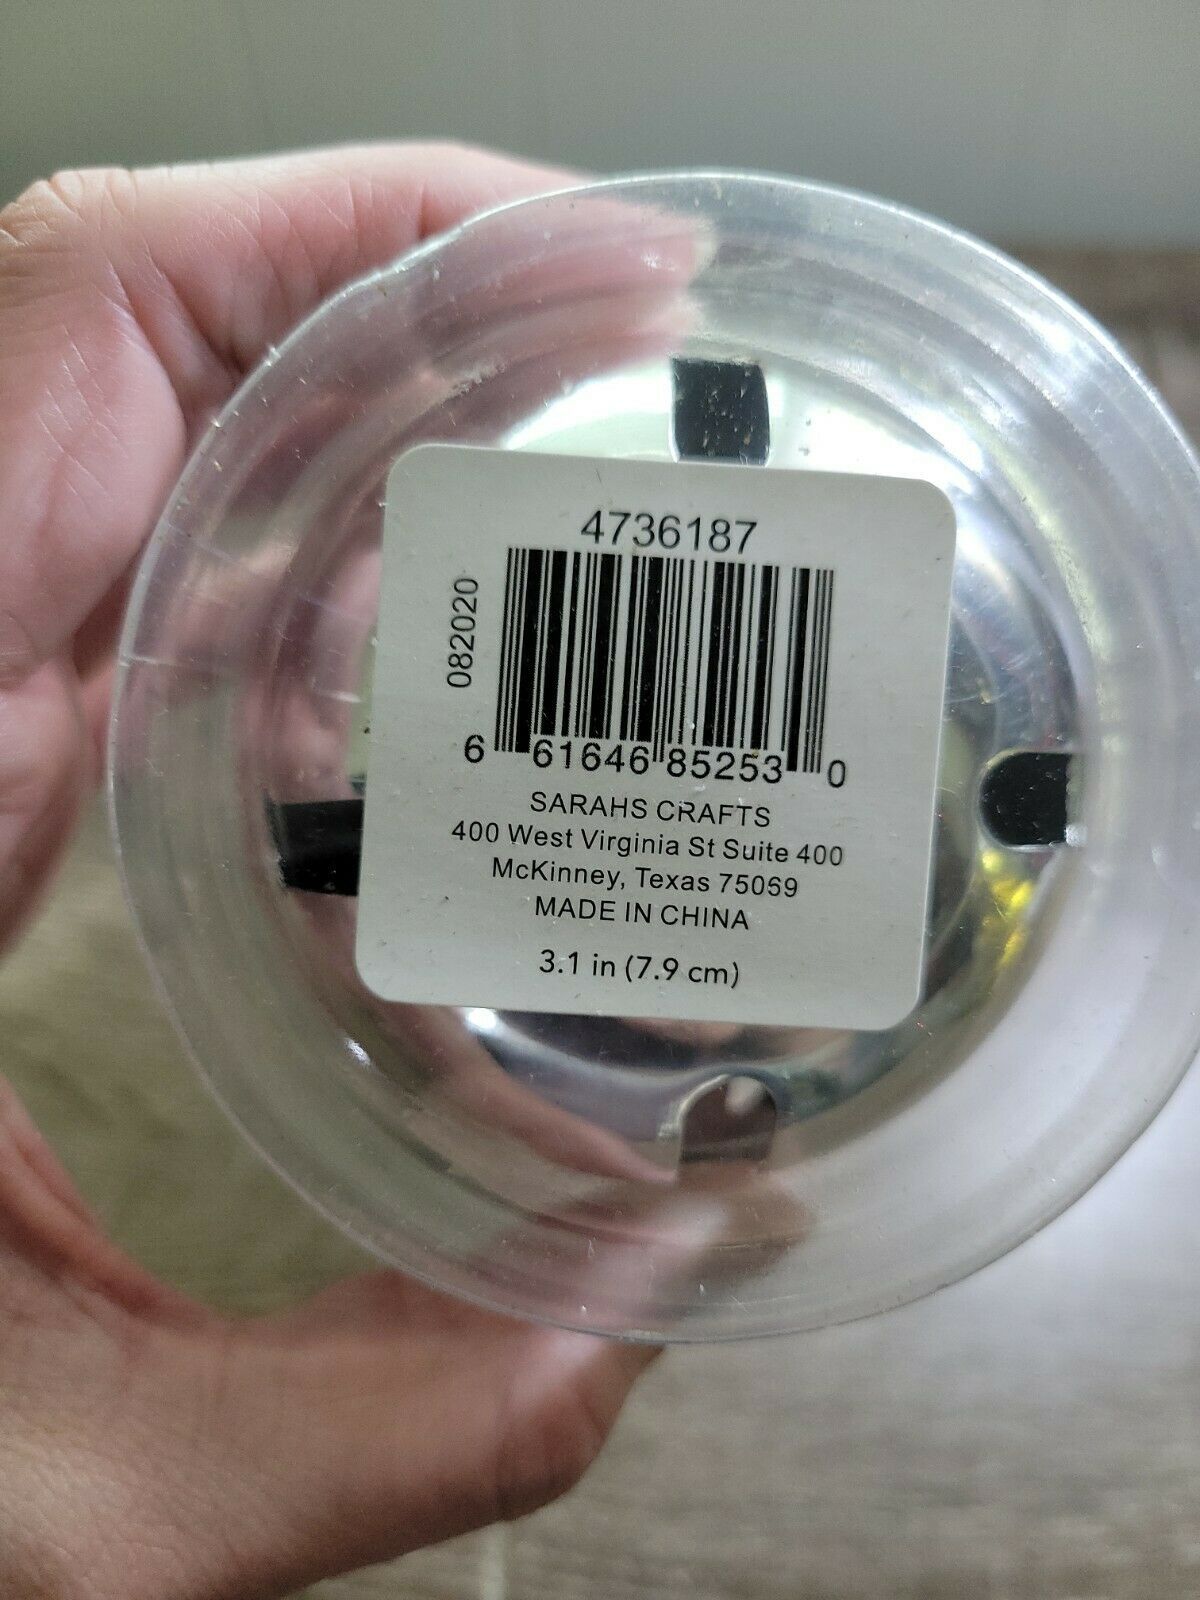 4736187
082020
6 61646 85253 0
SARAHS CRAFTS
400 West Virginia St Suite 400
McKinney, Texas 75069
MADE IN CHINA
3.1 in (7.9 cm)